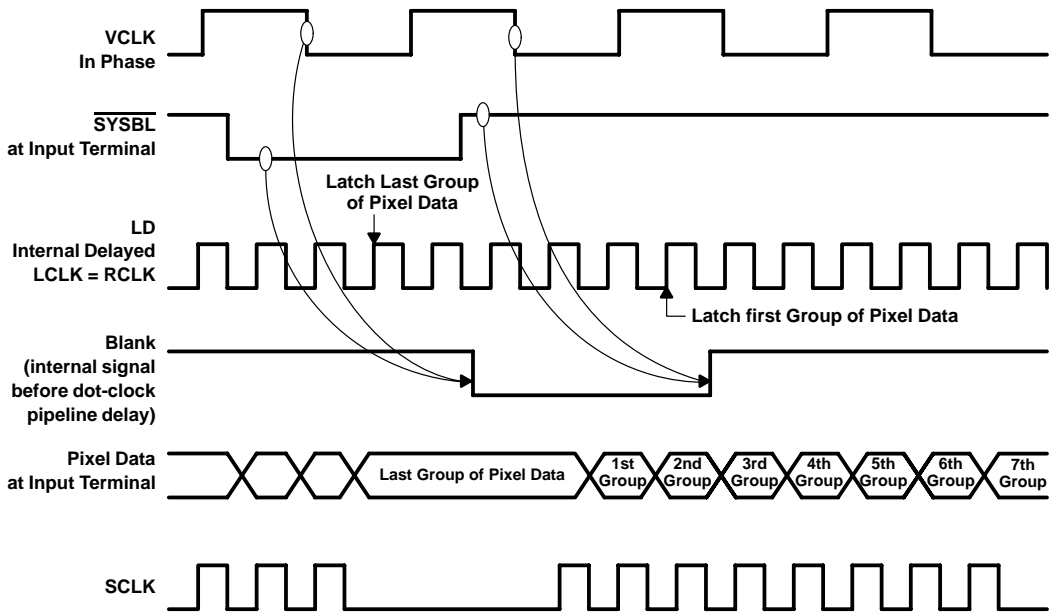 VCLK
In Phase
SYSBL
at Input Terminal
Latch Last Group
of Pixel Data
LD
Internal Delayed
LCLK = RCLK
Latch first Group of Pixel Data
Blank
(internal signal
before dot-clock
pipeline delay)
Pixel Data
at Input Terminal
Last Group of Pixel Data
1st
Group
2nd
Group
3rd
Group
4th
Group
5th
Group
6th
Group
7th
Group
SCLK